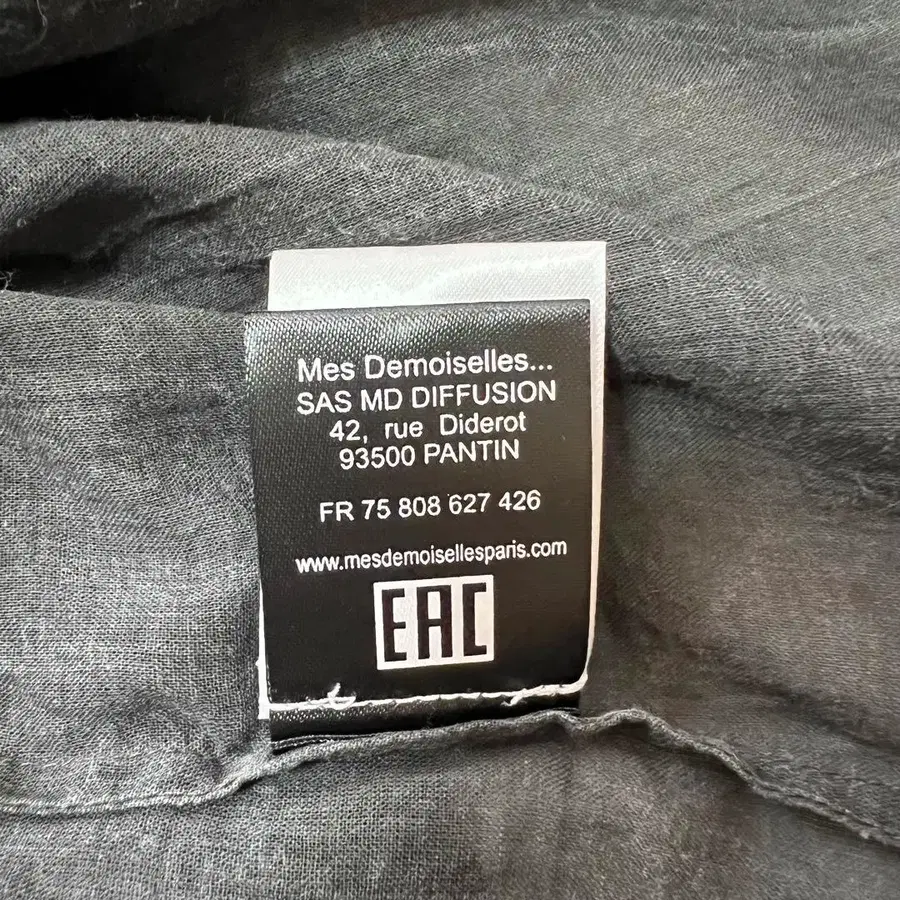 Mes Demoiselles...
SAS MD DIFFUSION
42, rue Diderot
93500 PANTIN
FR 75 808 627 426
www.mesdemoisellesparis.com
EAC